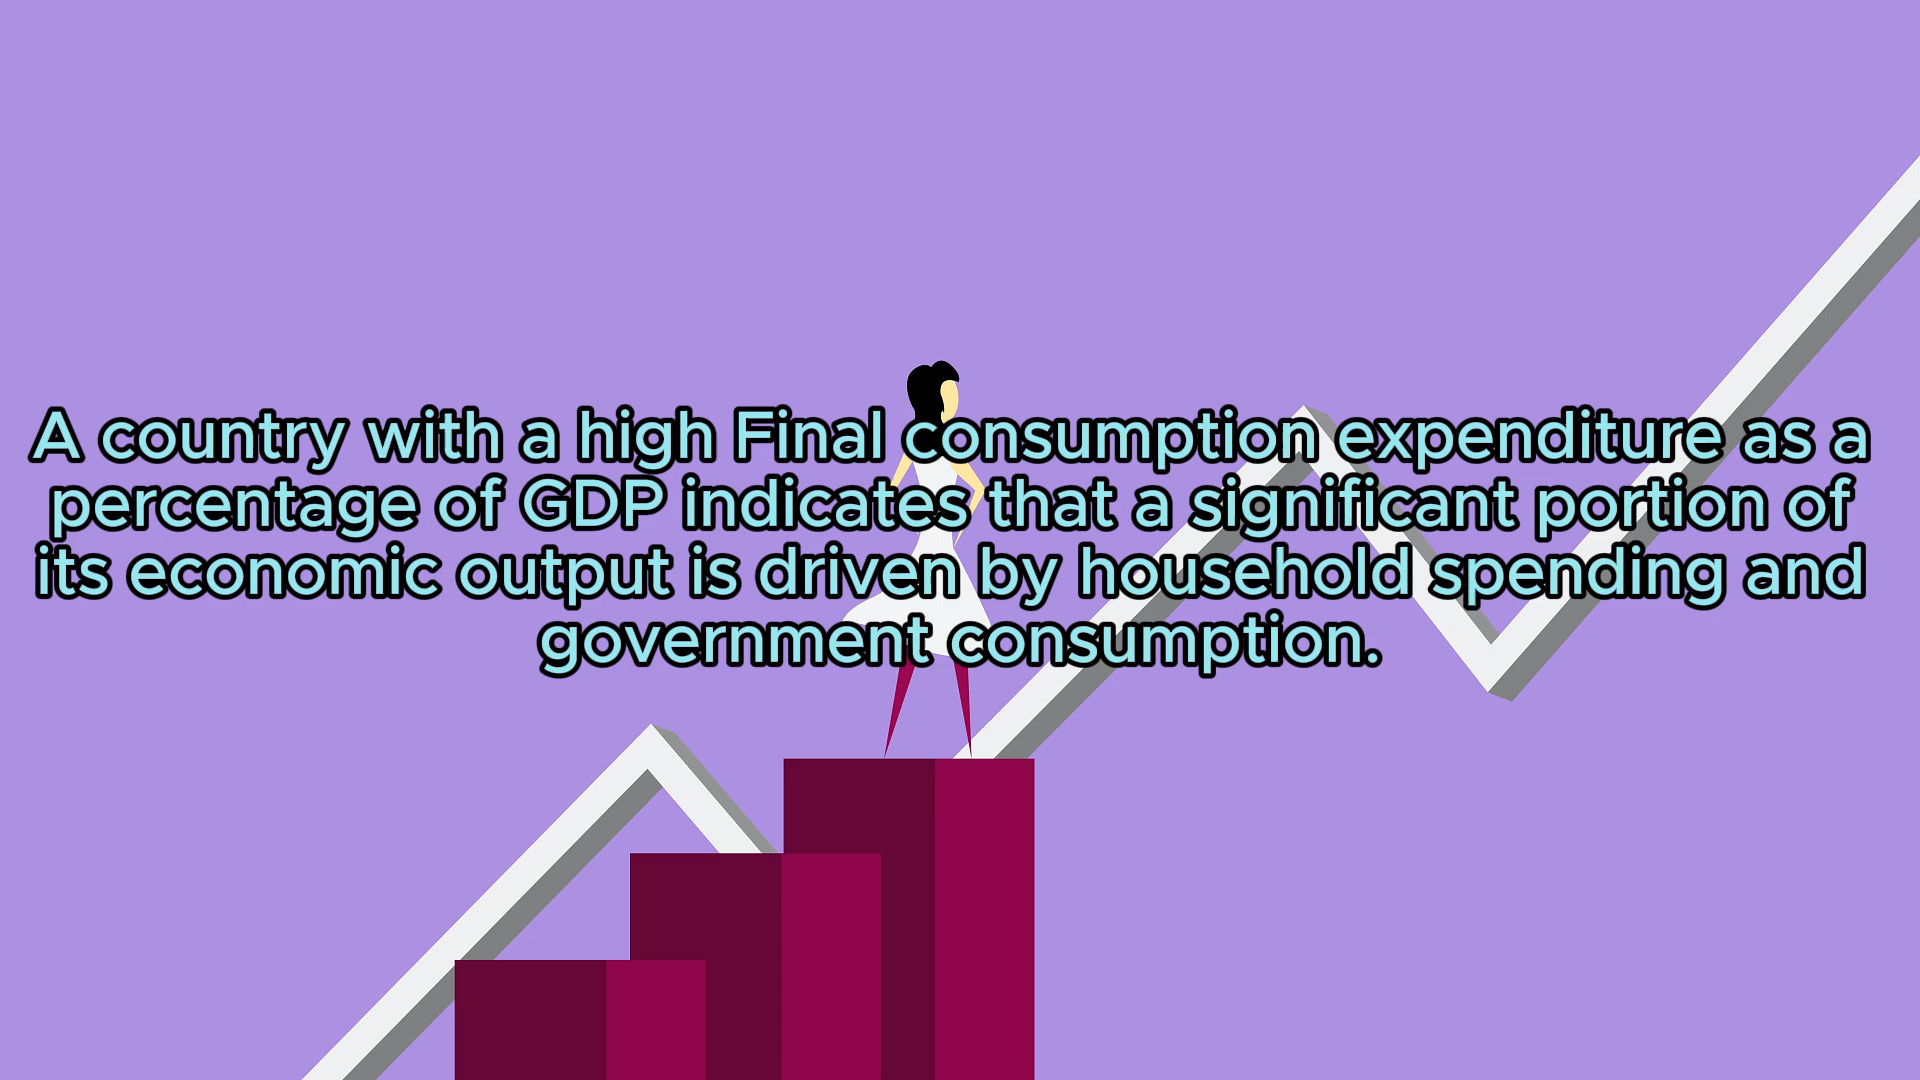 A country with a high Final consumption expenditure as a
percentage of GDP indicates that a significant portion of
its economic output is driven by household spending and
government consumption.